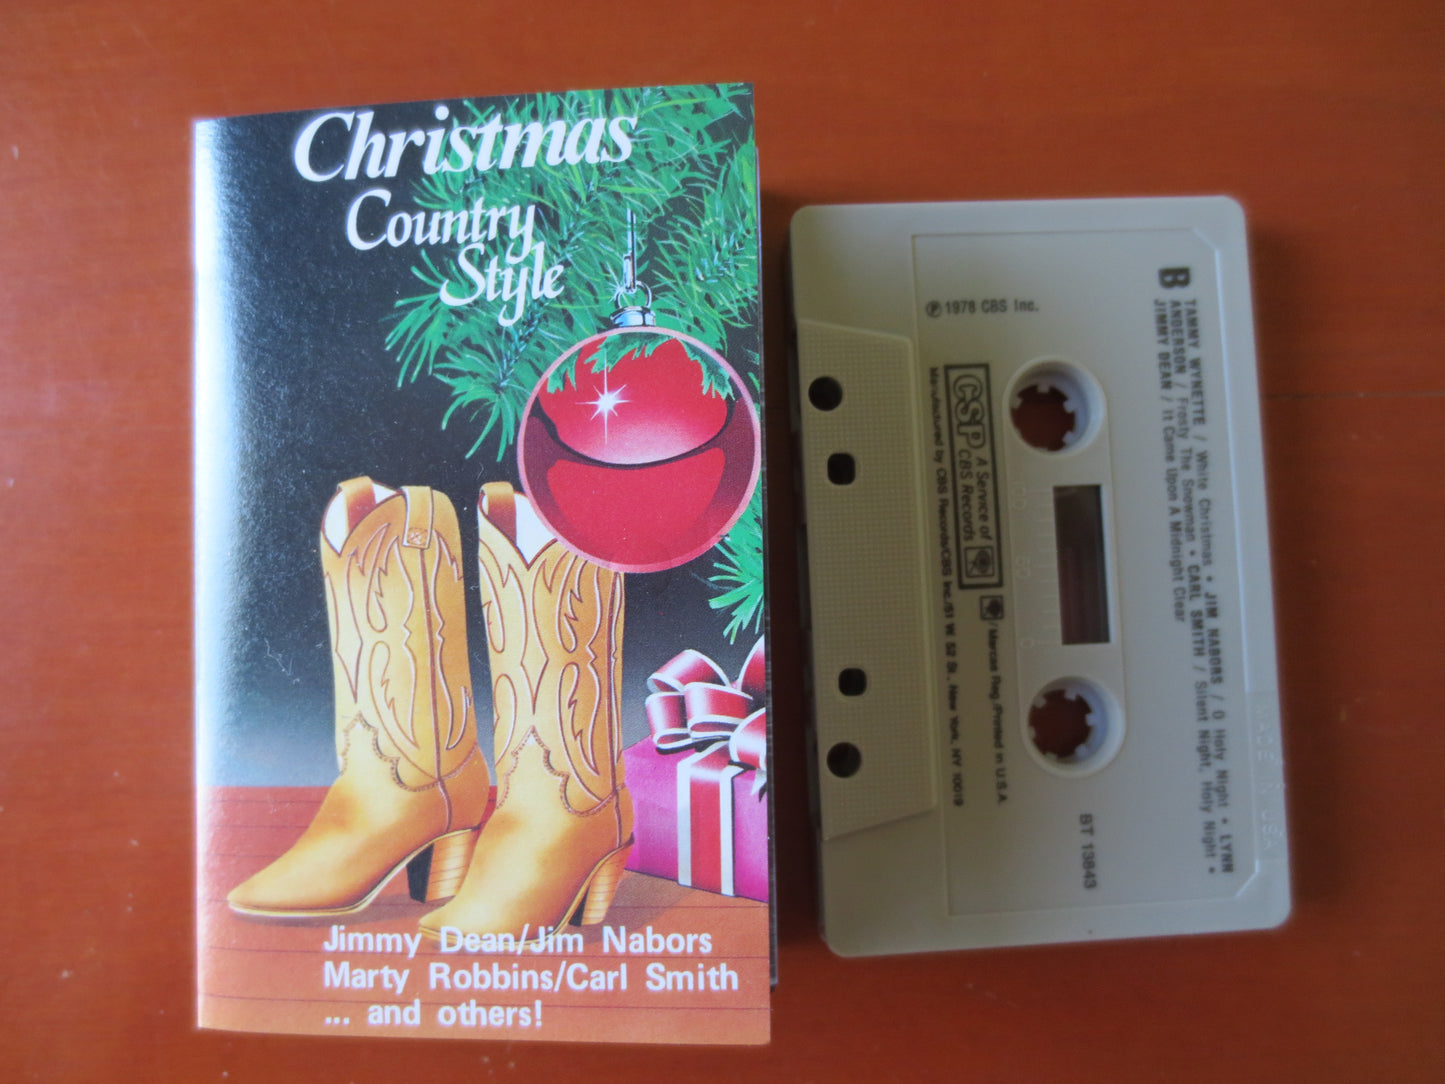 Christmas
Country
Style
Jimmy Dean/Jim Nabors
Marty Robbins/Carl Smith
... and others!
B
TAMMY WYNETTE / White Christmas • JIM NABORS / O Holy Night • LYNN
ANDERSON / Frosty The Snowman • CARL SMITH / Silent Night, Holy Night •
JIMMY DEAN / It Came Upon A Midnight Clear
℗ 1978 CBS Inc.
CSP
A Service of
CBS Records
/Marcas Reg./Printed in U.S.A.
Manufactured by CBS Records/CBS Inc./51 W 52 St., New York, NY 10019
BT 13843
MADE IN USA